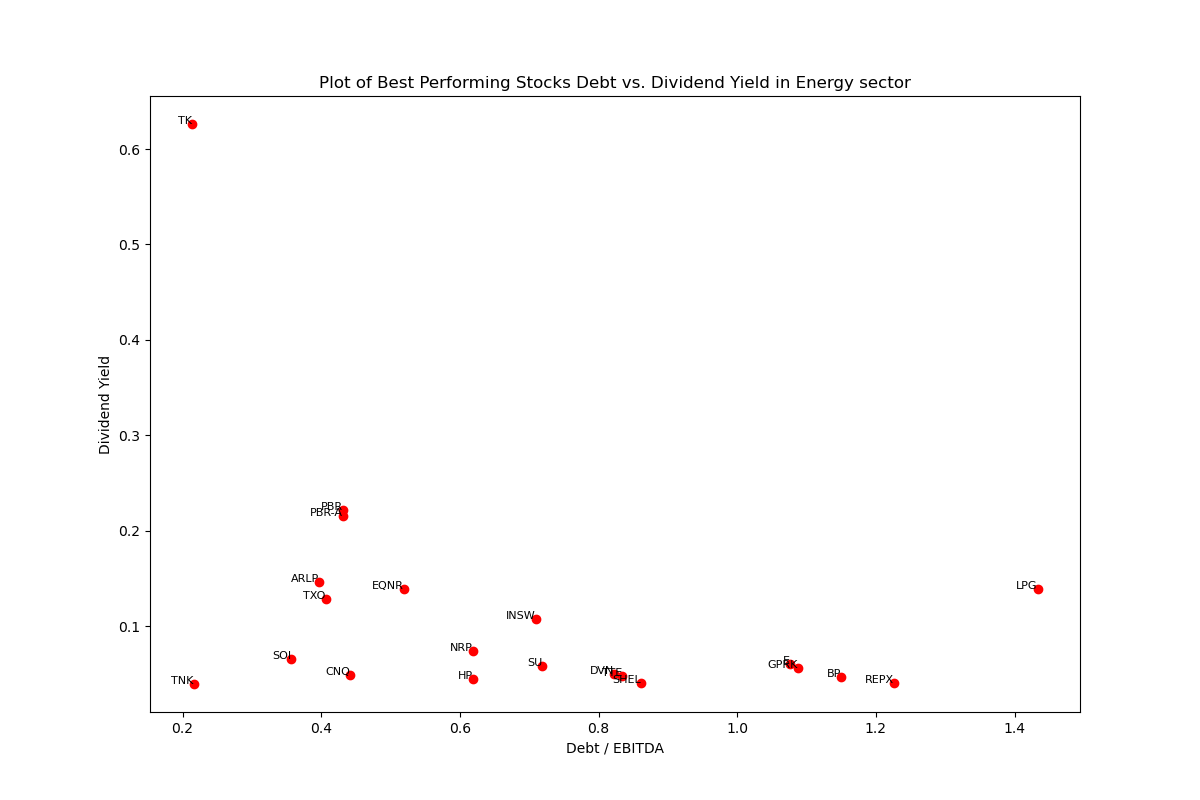 Plot of Best Performing Stocks Debt vs. Dividend Yield in Energy sector
TK
0.6
0.5
0.4
Dividend Yield
0.3
PBR
PBR-A
0.2
ARLP
EQNR
LPG
TXO
INSW
0.1
NRP
SOL
SU
E
GPRK
CNQ
HP
DVN
TTE
BP
SHEL
REPX
TNK
0.2 0.4 0.6 0.8 1.0 1.2 1.4
Debt / EBITDA